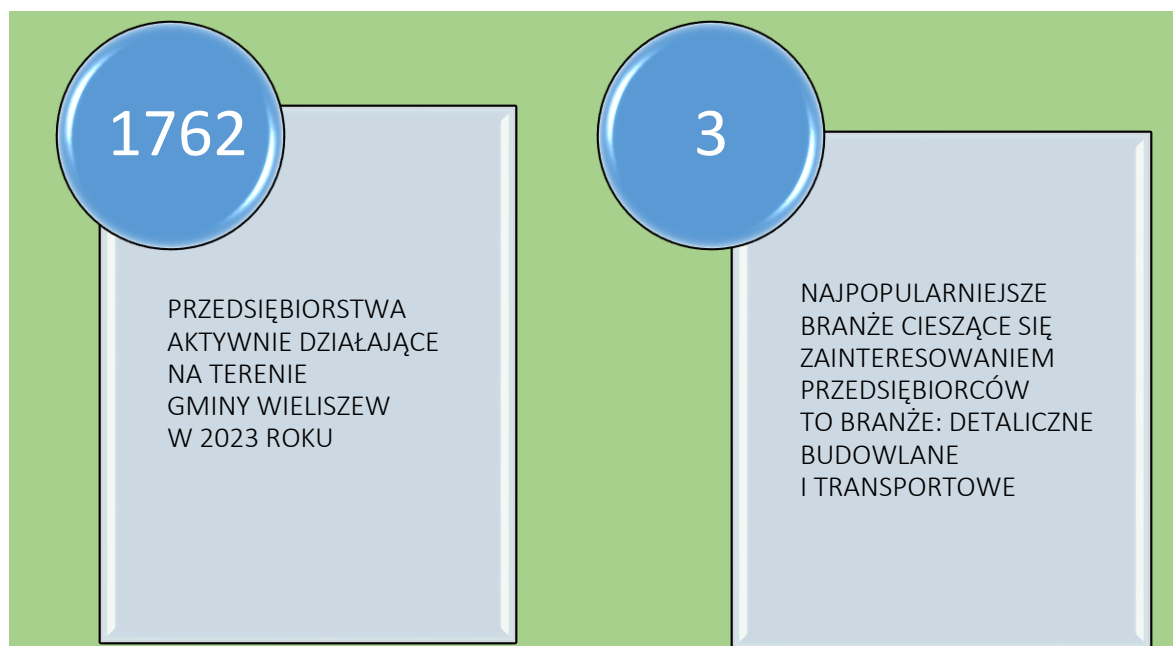 1762
PRZEDSIĘBIORSTWA
AKTYWNIE DZIAŁAJĄCE
NA TERENIE
GMINY WIELISZEW
W 2023 ROKU
3
NAJPOPULARNIEJSZE
BRANŻE CIESZĄCE SIĘ
ZAINTERESOWANIEM
PRZEDSIĘBIORCÓW
TO BRANŻE: DETALICZNE
BUDOWLANE
I TRANSPORTOWE